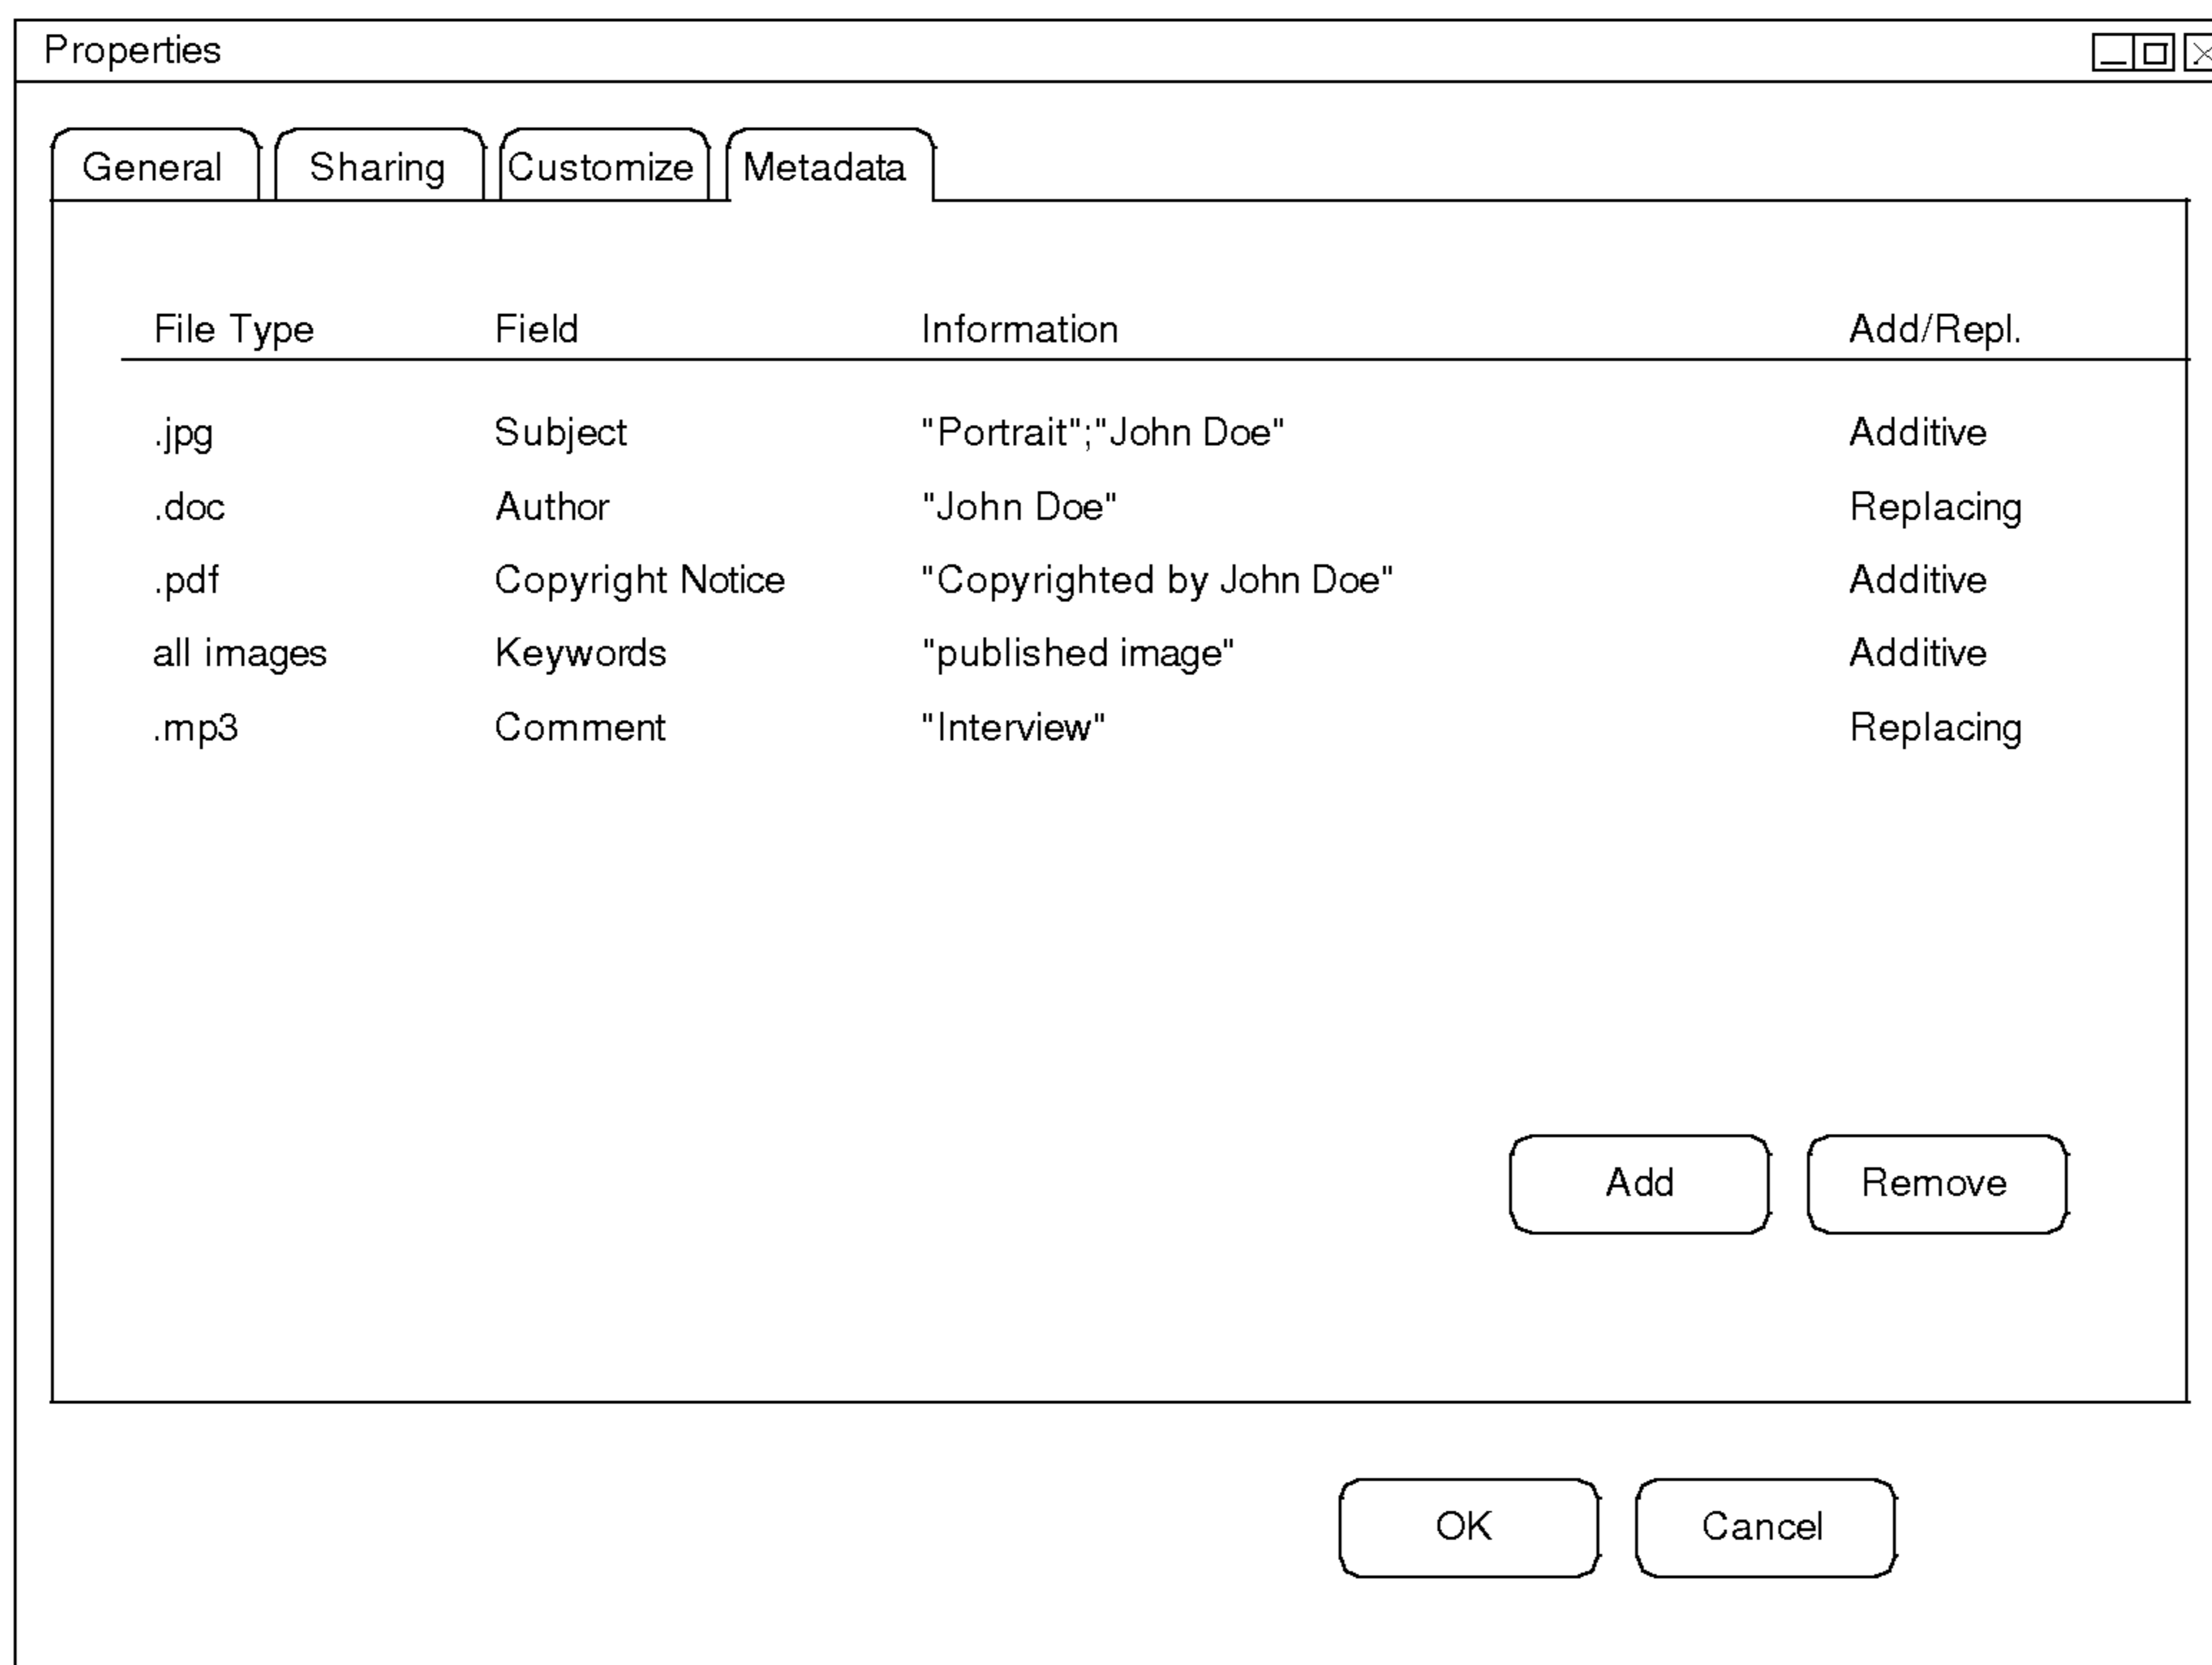 Properties
General Sharing Customize Metadata
File Type Field Information Add/Repl.
.jpg Subject "Portrait";"John Doe" Additive
.doc Author "John Doe" Replacing
.pdf Copyright Notice "Copyrighted by John Doe" Additive
all images Keywords "published image" Additive
.mp3 Comment "Interview" Replacing
Add Remove
OK Cancel